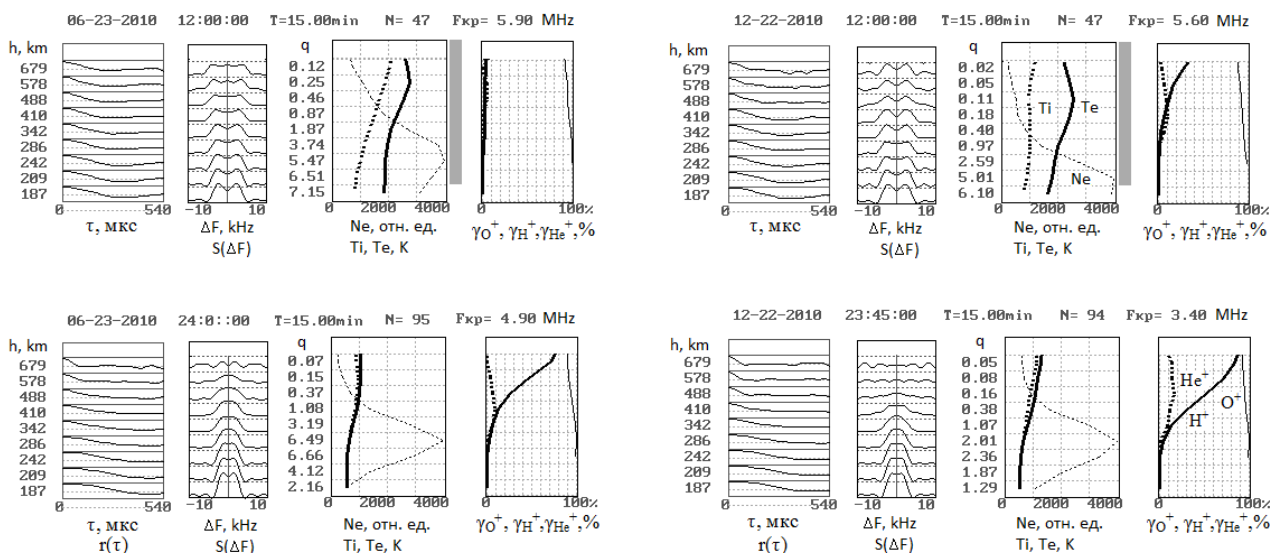 06-23-2010 12:00:00 T=15.00min N= 47 Fкр= 5.90 MHz
h, km
679
578
488
410
342
286
242
209
187
0 540
τ, мкс
−10 10
ΔF, kHz
S(ΔF)
q
0.12
0.25
0.46
0.87
1.87
3.74
5.47
6.51
7.15
0 2000 4000
Ne, отн. ед.
Ti, Te, K
0 100%
γO+, γH+, γHe+, %
12-22-2010 12:00:00 T=15.00min N= 47 Fкр= 5.60 MHz
h, km
679
578
488
410
342
286
242
209
187
0 540
τ, мкс
−10 10
ΔF, kHz
S(ΔF)
q
0.02
0.05
0.11
0.18
0.40
0.97
2.59
5.01
6.10
Ti Te
Ne
0 2000 4000
Ne, отн. ед.
Ti, Te, K
0 100%
γO+, γH+, γHe+, %
06-23-2010 24:0::00 T=15.00min N= 95 Fкр= 4.90 MHz
h, km
679
578
488
410
342
286
242
209
187
0 540
τ, мкс
r(τ)
−10 10
ΔF, kHz
S(ΔF)
q
0.07
0.15
0.37
1.08
3.19
6.49
6.66
4.12
2.16
0 2000 4000
Ne, отн. ед.
Ti, Te, K
0 100%
γO+, γH+, γHe+, %
12-22-2010 23:45:00 T=15.00min N= 94 Fкр= 3.40 MHz
h, km
679
578
488
410
342
286
242
209
187
0 540
τ, мкс
r(τ)
−10 10
ΔF, kHz
S(ΔF)
q
0.05
0.08
0.16
0.38
1.07
2.01
2.36
1.87
1.29
0 2000 4000
Ne, отн. ед.
Ti, Te, K
He+
O+
H+
0 100%
γO+, γH+, γHe+, %